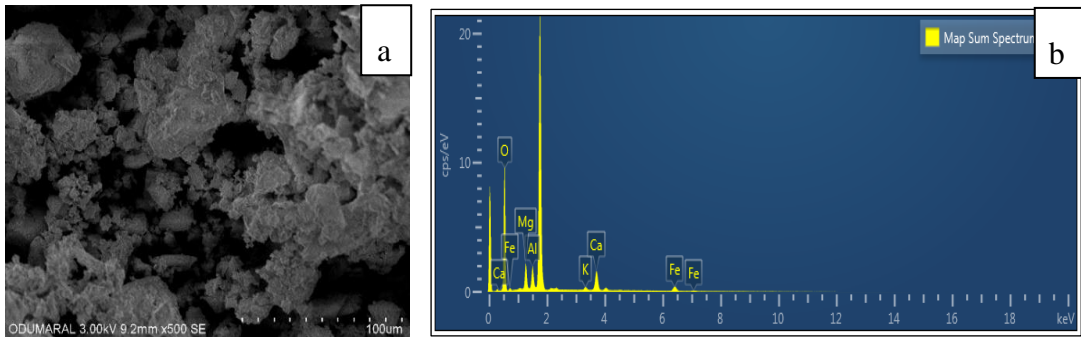 a
ODUMARAL 3.00kV 9.2mm x500 SE 100um
b
Map Sum Spectrum
20
10
0
cps/eV
O
Fe
Mg
Al
Ca
K
Ca
Fe
Fe
0 2 4 6 8 10 12 14 16 18 keV